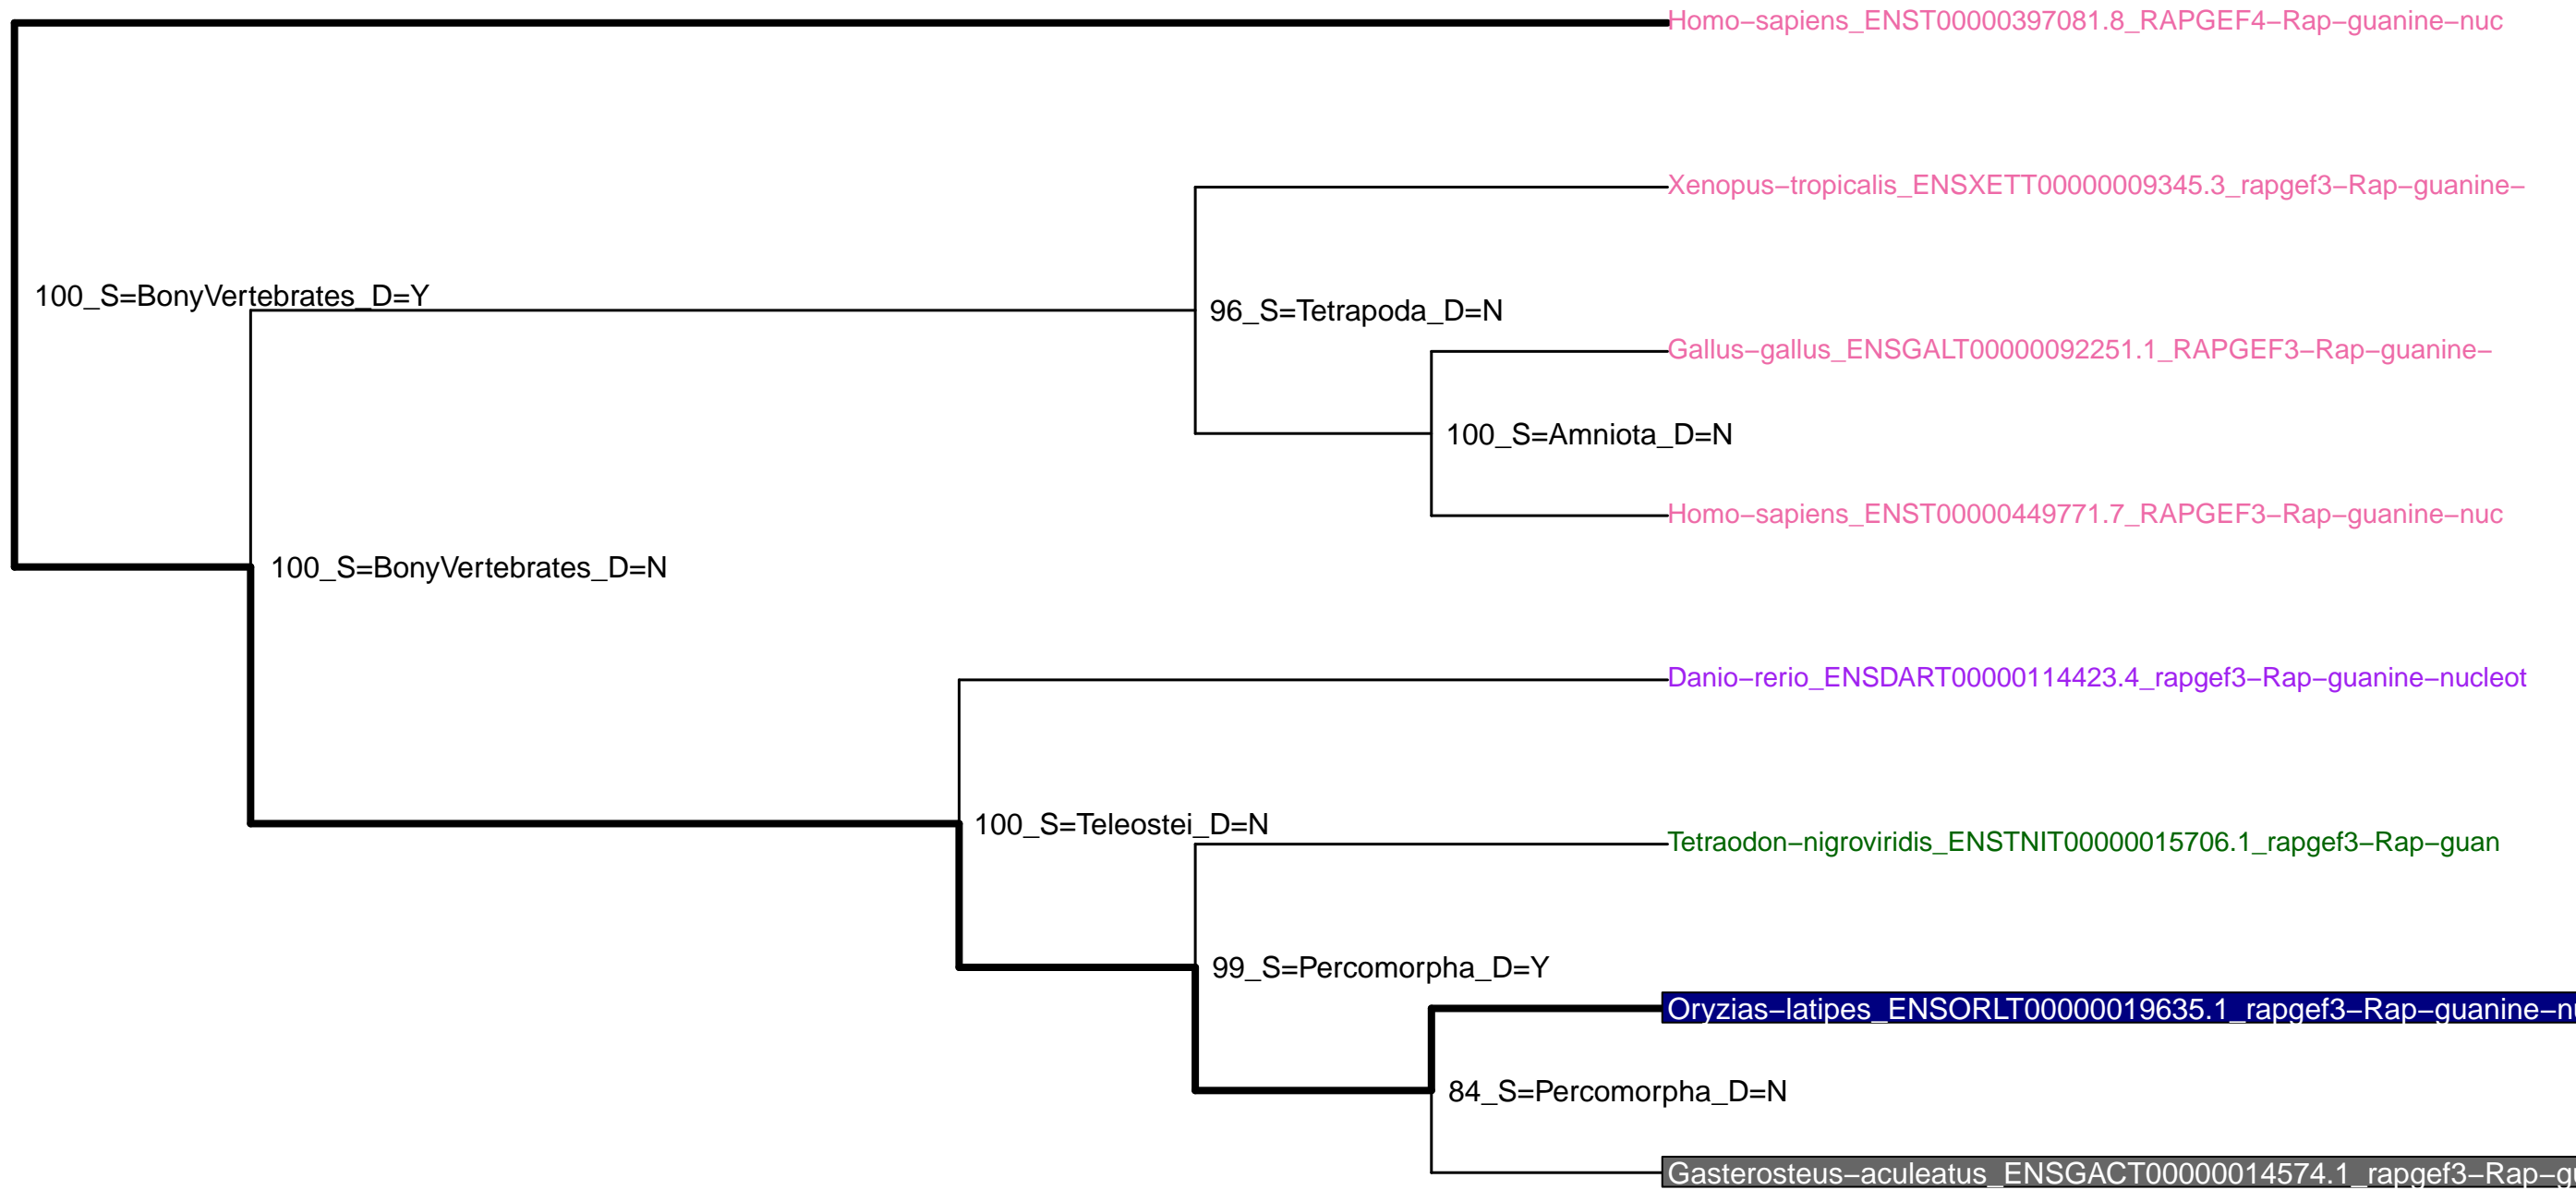 Homo−sapiens_ENST00000397081.8_RAPGEF4−Rap−guanine−nuc
Xenopus−tropicalis_ENSXETT00000009345.3_rapgef3−Rap−guanine−
100_S=BonyVertebrates_D=Y
96_S=Tetrapoda_D=N
Gallus−gallus_ENSGALT00000092251.1_RAPGEF3−Rap−guanine−
100_S=Amniota_D=N
Homo−sapiens_ENST00000449771.7_RAPGEF3−Rap−guanine−nuc
100_S=BonyVertebrates_D=N
Danio−rerio_ENSDART00000114423.4_rapgef3−Rap−guanine−nucleot
100_S=Teleostei_D=N
Tetraodon−nigroviridis_ENSTNIT00000015706.1_rapgef3−Rap−guan
99_S=Percomorpha_D=Y
Oryzias−latipes_ENSORLT00000019635.1_rapgef3−Rap−guanine−nu
84_S=Percomorpha_D=N
Gasterosteus−aculeatus_ENSGACT00000014574.1_rapgef3−Rap−gu